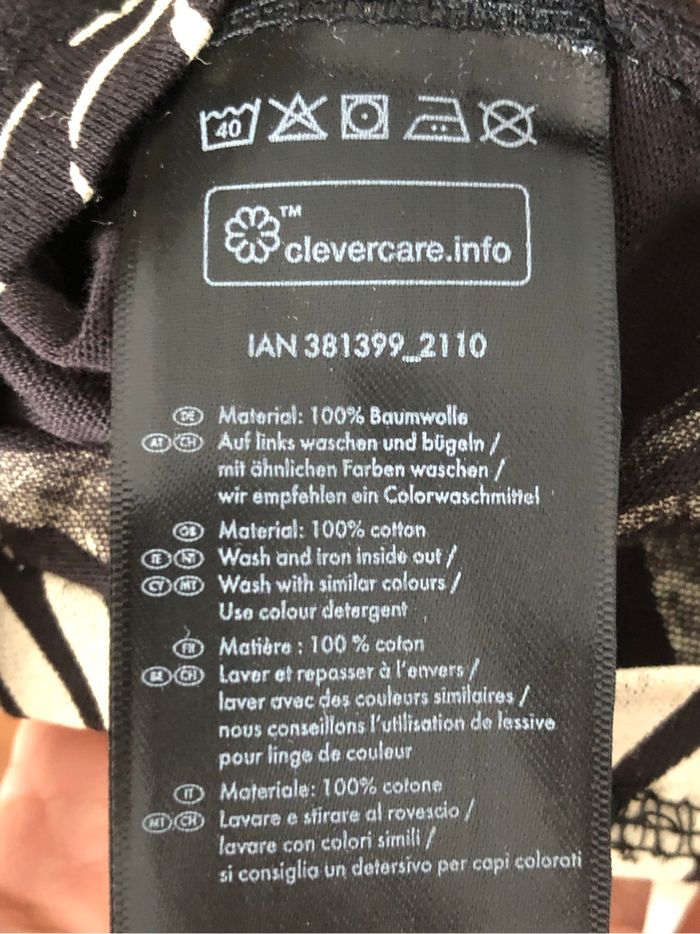 40
clevercare.info™
IAN 381399_2110
DE Material: 100% Baumwolle
AT CH Auf links waschen und bügeln /
mit ähnlichen Farben waschen /
wir empfehlen ein Colorwaschmittel
GB Material: 100% cotton
IE NI Wash and iron inside out /
CY MT Wash with similar colours /
Use colour detergent
FR Matière : 100 % coton
BE CH Laver et repasser à l'envers /
laver avec des couleurs similaires /
nous conseillons l'utilisation de lessive
pour linge de couleur
IT Materiale: 100% cotone
MT CH Lavare e stirare al rovescio /
lavare con colori simili /
si consiglia un detersivo per capi colorati